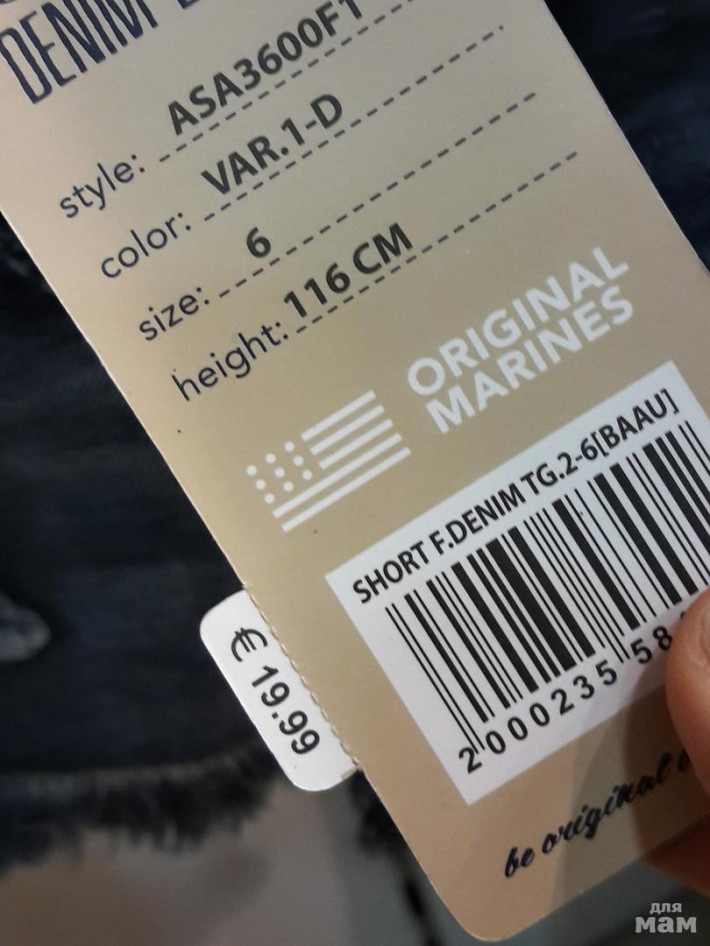 DENIM
style: ASA3600F1
color: VAR.1-D
size: 6
height: 116 CM
ORIGINAL
MARINES
SHORT F.DENIM TG.2-6[BAAU]
2000235 58
€ 19.99
be original
для
мам